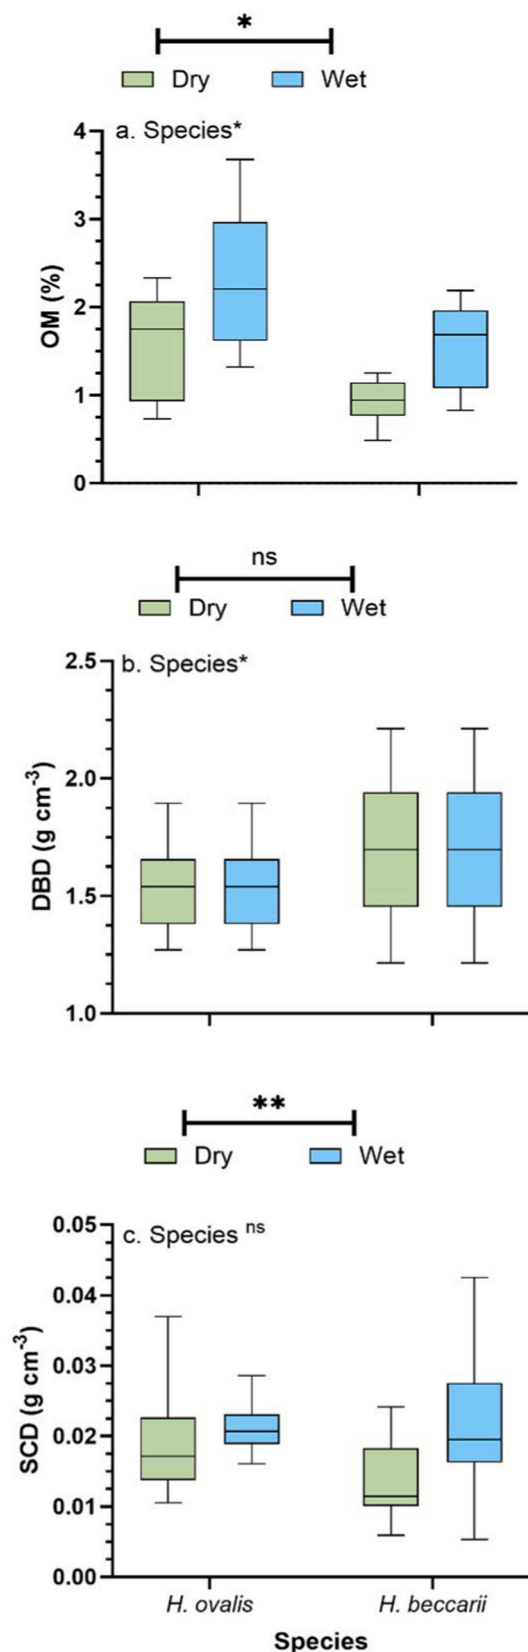 *
Dry Wet
a. Species*
4
3
2
1
0
OM (%)
ns
Dry Wet
b. Species*
2.5
2.0
1.5
1.0
DBD (g cm⁻³)
**
Dry Wet
c. Species ⁿˢ
0.05
0.04
0.03
0.02
0.01
0.00
SCD (g cm⁻³)
H. ovalis H. beccarii
Species